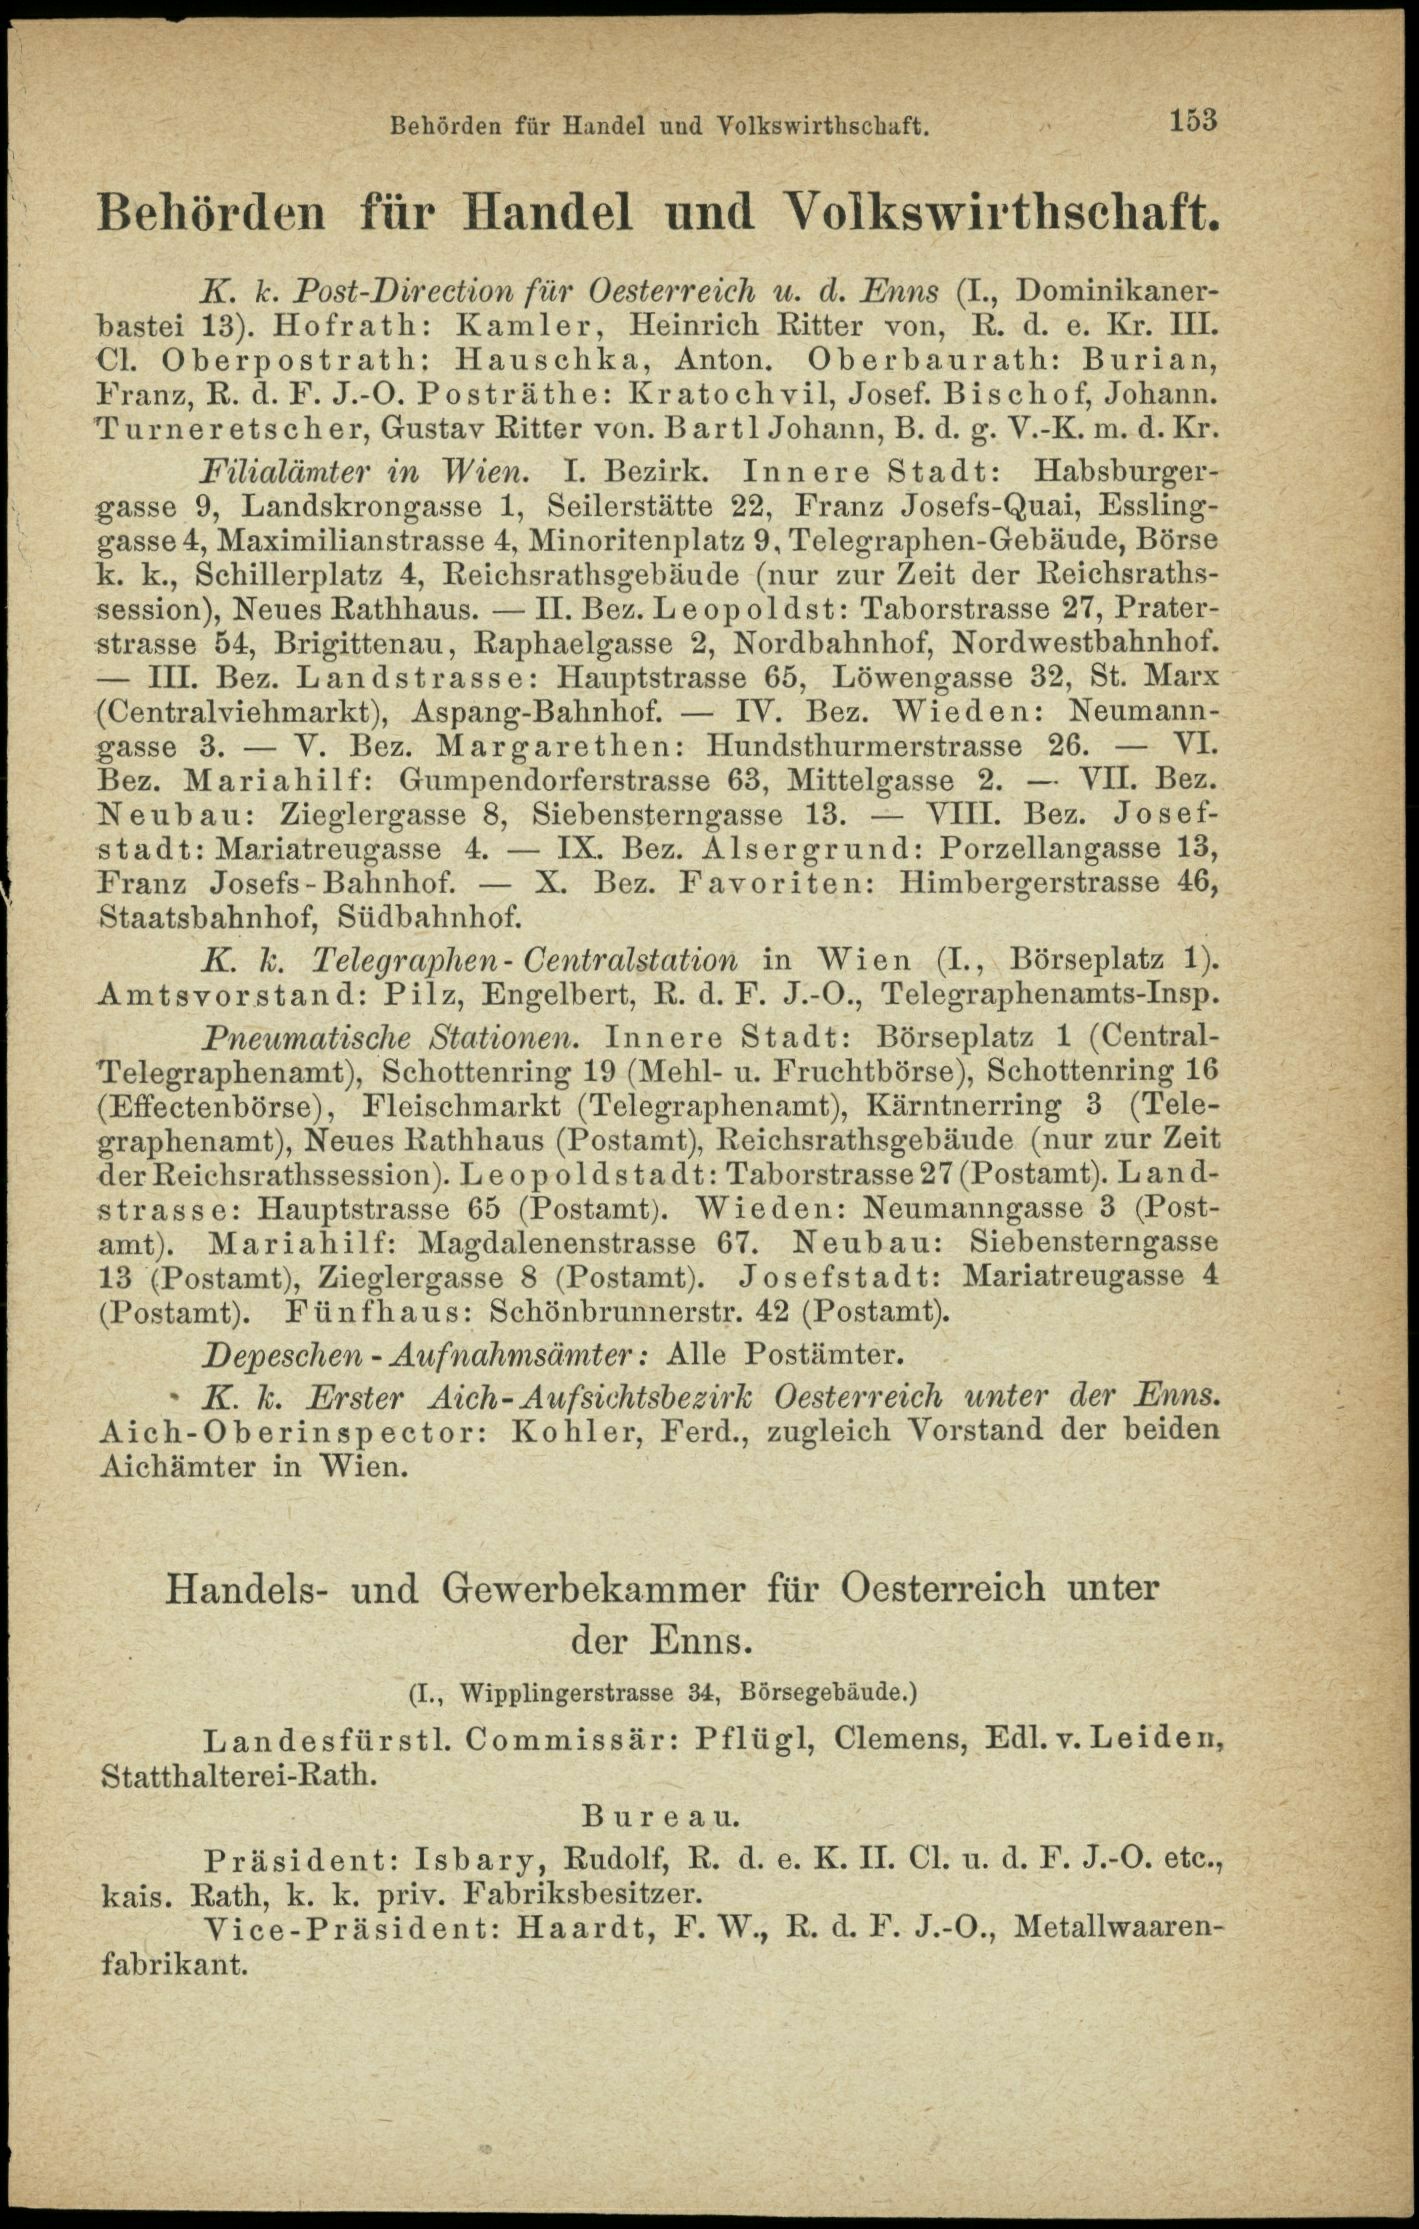 Behörden für Handel und Volkswirthschaft. 153
Behörden für Handel und Volkswirthschaft.
K. k. Post-Direction für Oesterreich u. d. Enns (I., Dominikaner-
bastei 13). Hofrath: Kamler, Heinrich Ritter von, R. d. e. Kr. III.
Cl. Oberpostrath: Hauschka, Anton. Oberbaurath: Burian,
Franz, R. d. F. J.-O. Posträthe: Kratochvil, Josef. Bischof, Johann.
Turneretscher, Gustav Ritter von. Bartl Johann, B. d. g. V.-K. m. d. Kr.
Filialämter in Wien. I. Bezirk. Innere Stadt: Habsburger-
gasse 9, Landskrongasse 1, Seilerstätte 22, Franz Josefs-Quai, Essling-
gasse 4, Maximilianstrasse 4, Minoritenplatz 9, Telegraphen-Gebäude, Börse
k. k., Schillerplatz 4, Reichsrathsgebäude (nur zur Zeit der Reichsraths-
session), Neues Rathhaus. — II. Bez. Leopoldst: Taborstrasse 27, Prater-
strasse 54, Brigittenau, Raphaelgasse 2, Nordbahnhof, Nordwestbahnhof.
— III. Bez. Landstrasse: Hauptstrasse 65, Löwengasse 32, St. Marx
(Centralviehmarkt), Aspang-Bahnhof. — IV. Bez. Wieden: Neumann-
gasse 3. — V. Bez. Margarethen: Hundsthurmerstrasse 26. — VI.
Bez. Mariahilf: Gumpendorferstrasse 63, Mittelgasse 2. — VII. Bez.
Neubau: Zieglergasse 8, Siebensterngasse 13. — VIII. Bez. Josef-
stadt: Mariatreugasse 4. — IX. Bez. Alsergrund: Porzellangasse 13,
Franz Josefs-Bahnhof. — X. Bez. Favoriten: Himbergerstrasse 46,
Staatsbahnhof, Südbahnhof.
K. k. Telegraphen-Centralstation in Wien (I., Börseplatz 1).
Amtsvorstand: Pilz, Engelbert, R. d. F. J.-O., Telegraphenamts-Insp.
Pneumatische Stationen. Innere Stadt: Börseplatz 1 (Central-
Telegraphenamt), Schottenring 19 (Mehl- u. Fruchtbörse), Schottenring 16
(Effectenbörse), Fleischmarkt (Telegraphenamt), Kärntnerring 3 (Tele-
graphenamt), Neues Rathhaus (Postamt), Reichsrathsgebäude (nur zur Zeit
der Reichsrathssession). Leopoldstadt: Taborstrasse 27 (Postamt). Land-
strasse: Hauptstrasse 65 (Postamt). Wieden: Neumanngasse 3 (Post-
amt). Mariahilf: Magdalenenstrasse 67. Neubau: Siebensterngasse
13 (Postamt), Zieglergasse 8 (Postamt). Josefstadt: Mariatreugasse 4
(Postamt). Fünfhaus: Schönbrunnerstr. 42 (Postamt).
Depeschen-Aufnahmsämter: Alle Postämter.
K. k. Erster Aich-Aufsichtsbezirk Oesterreich unter der Enns.
Aich-Oberinspector: Kohler, Ferd., zugleich Vorstand der beiden
Aichämter in Wien.
Handels- und Gewerbekammer für Oesterreich unter
der Enns.
(I., Wipplingerstrasse 34, Börsegebäude.)
Landesfürstl. Commissär: Pflügl, Clemens, Edl. v. Leiden,
Statthalterei-Rath.
Bureau.
Präsident: Isbary, Rudolf, R. d. e. K. II. Cl. u. d. F. J.-O. etc.,
kais. Rath, k. k. priv. Fabriksbesitzer.
Vice-Präsident: Haardt, F. W., R. d. F. J.-O., Metallwaaren-
fabrikant.